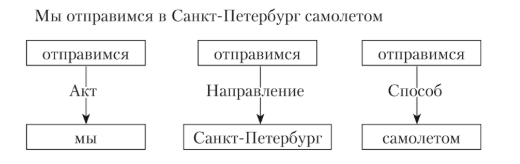 Мы отправимся в Санкт-Петербург самолетом
отправимся отправимся отправимся
Акт Направление Способ
мы Санкт-Петербург самолетом